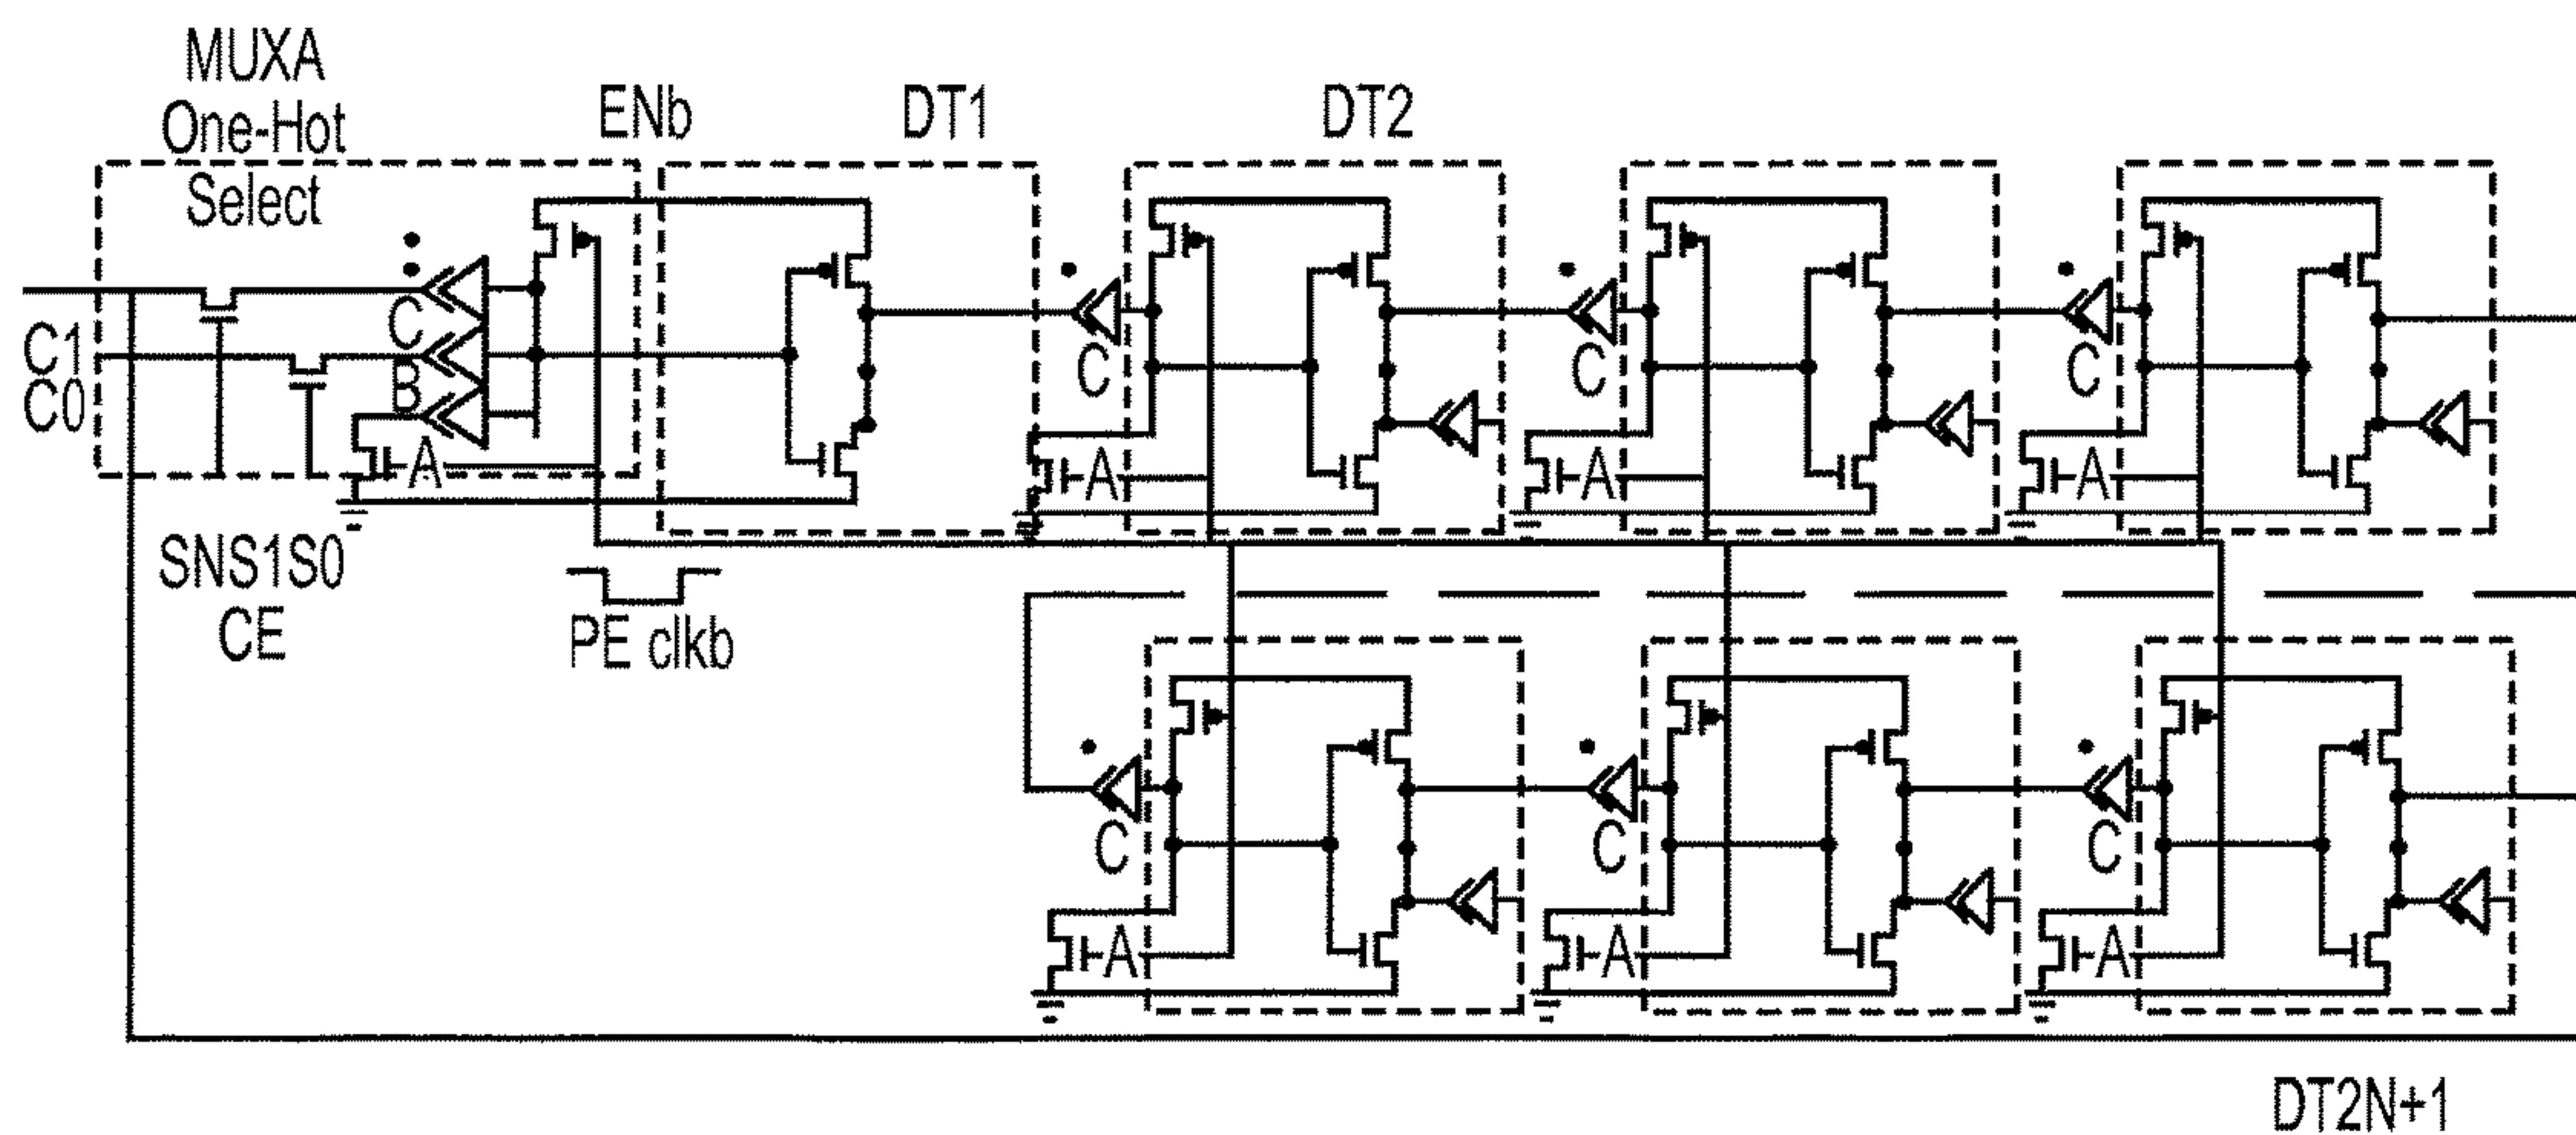 MUXA
One-Hot
Select
ENb
DT1
DT2
C1
C0
C
B
A
C
A
C
A
C
A
SNS1S0
CE
PE clkb
C
A
C
A
C
A
DT2N+1